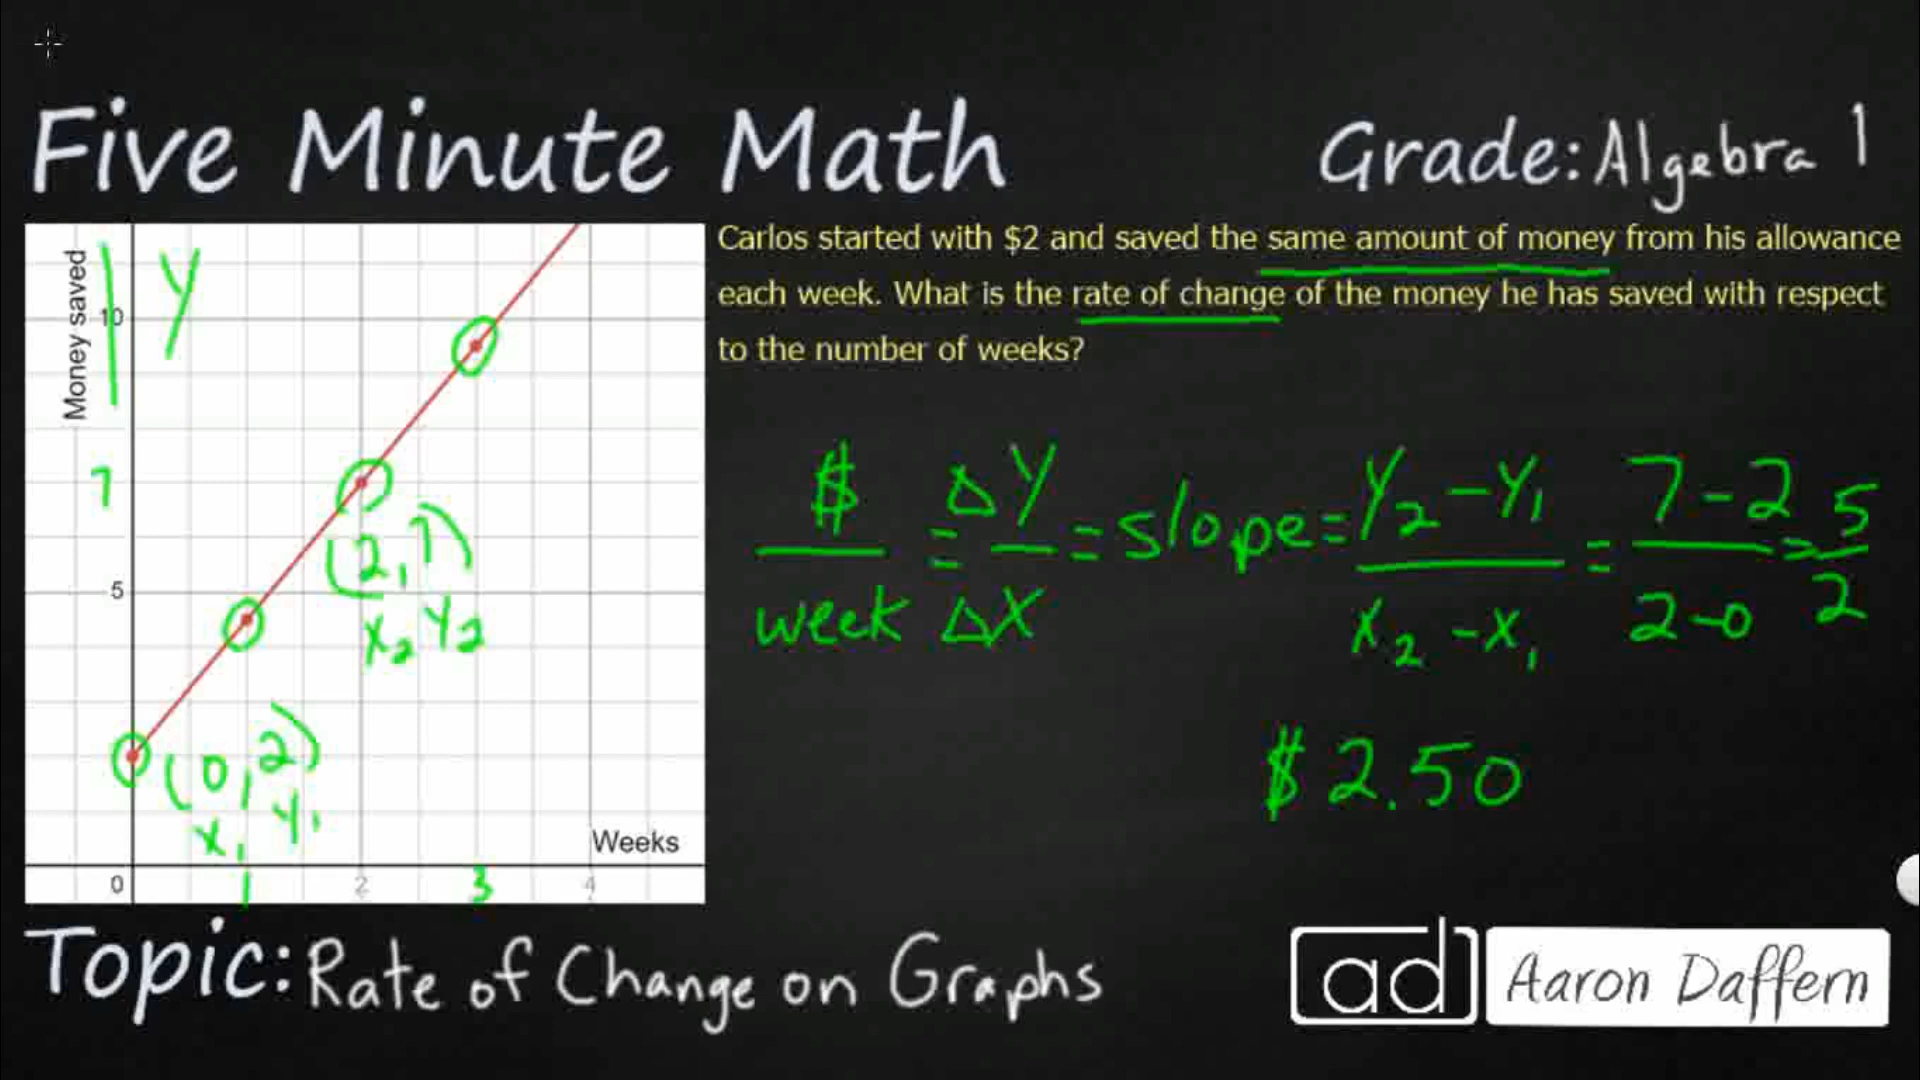 Five Minute Math
Grade: Algebra 1
Carlos started with $2 and saved the same amount of money from his allowance
each week. What is the rate of change of the money he has saved with respect
to the number of weeks?
Money saved
y
10
7
5
(2, 7)
x₂ y₂
(0, 2)
x₁ y₁
Weeks
0 1 2 3 4
$/week = Δy/Δx = slope = y₂ - y₁/x₂ - x₁ = 7 - 2/2 - 0 = 5/2
$2.50
Topic: Rate of Change on Graphs
ad Aaron Daffern